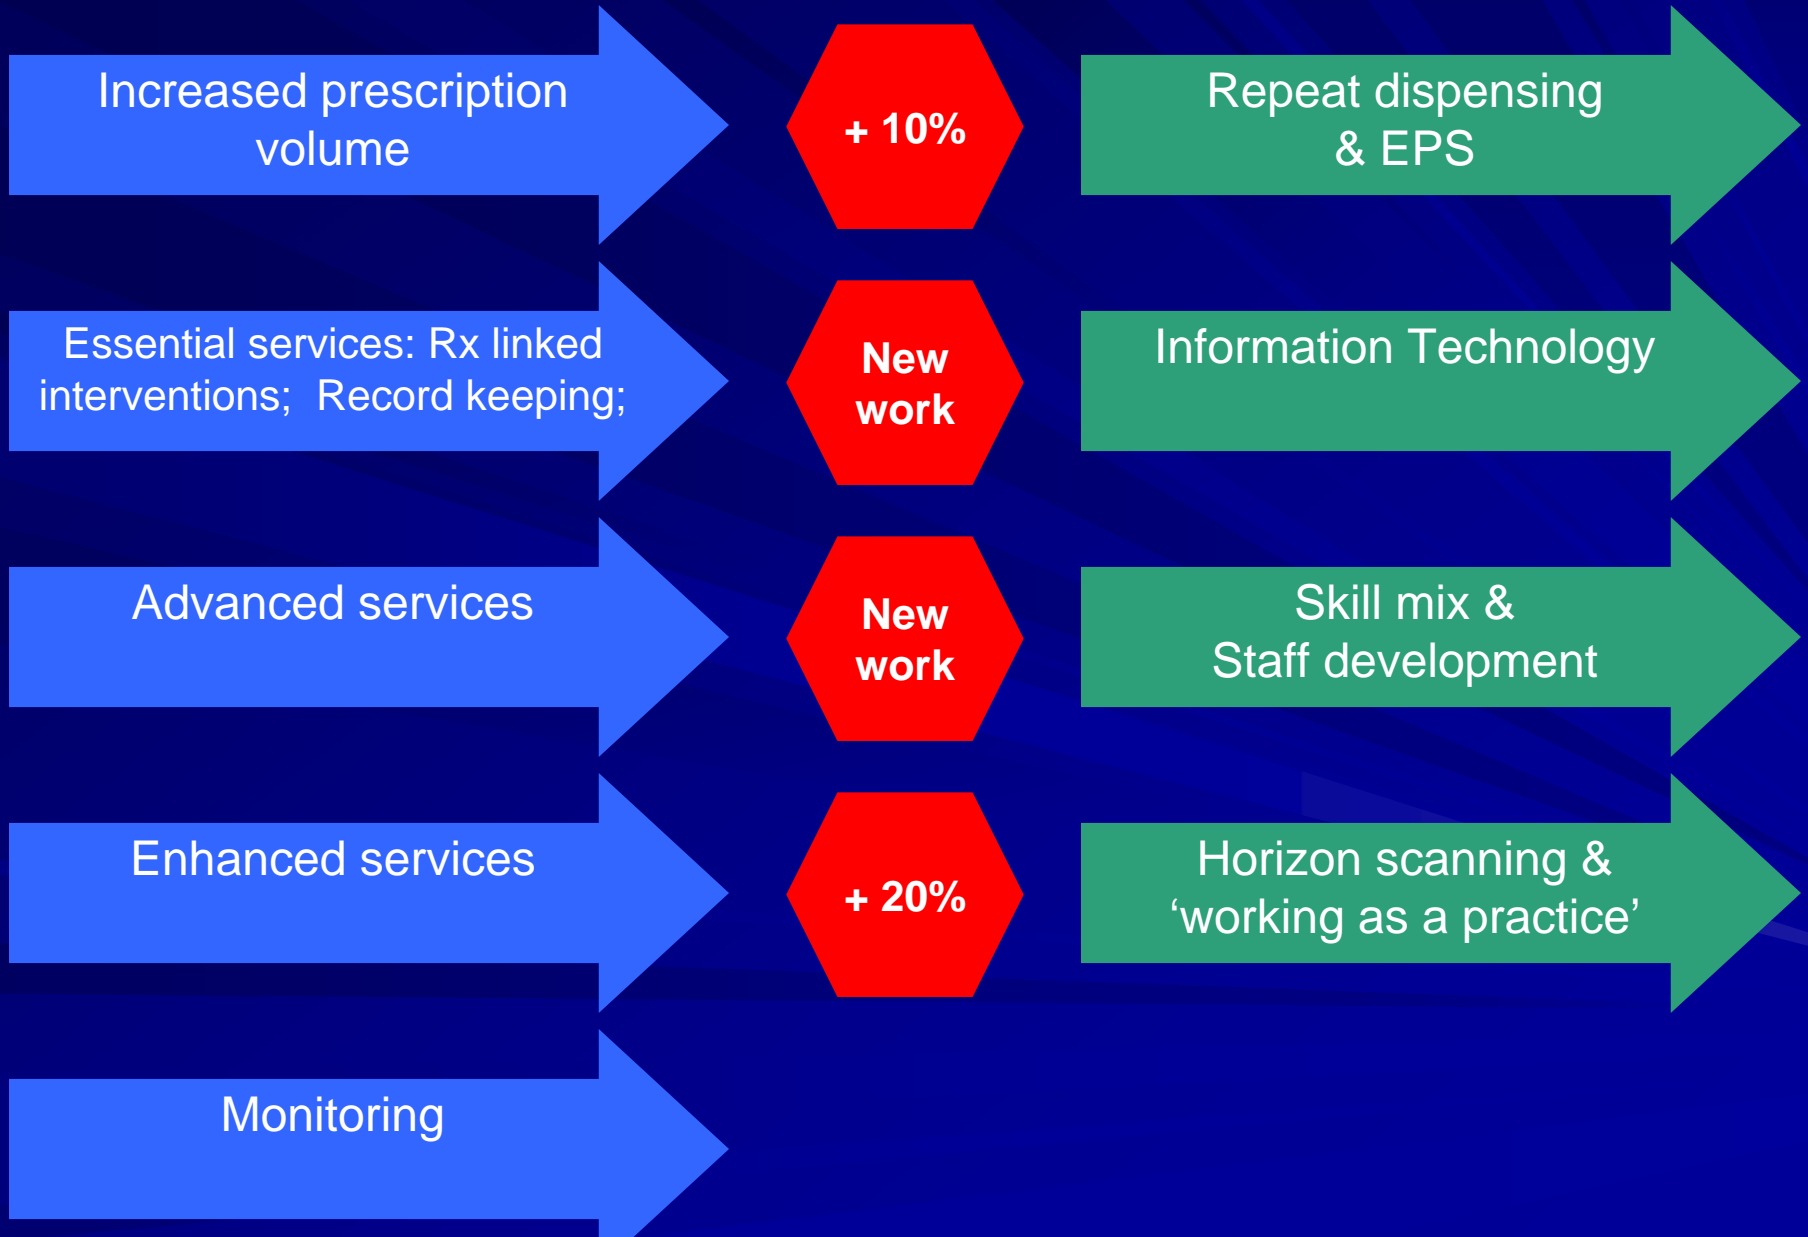 Increased prescription
volume
+ 10%
Repeat dispensing
& EPS
Essential services: Rx linked
interventions;  Record keeping;
New
work
Information Technology
Advanced services
New
work
Skill mix &
Staff development
Enhanced services
+ 20%
Horizon scanning &
‘working as a practice’
Monitoring